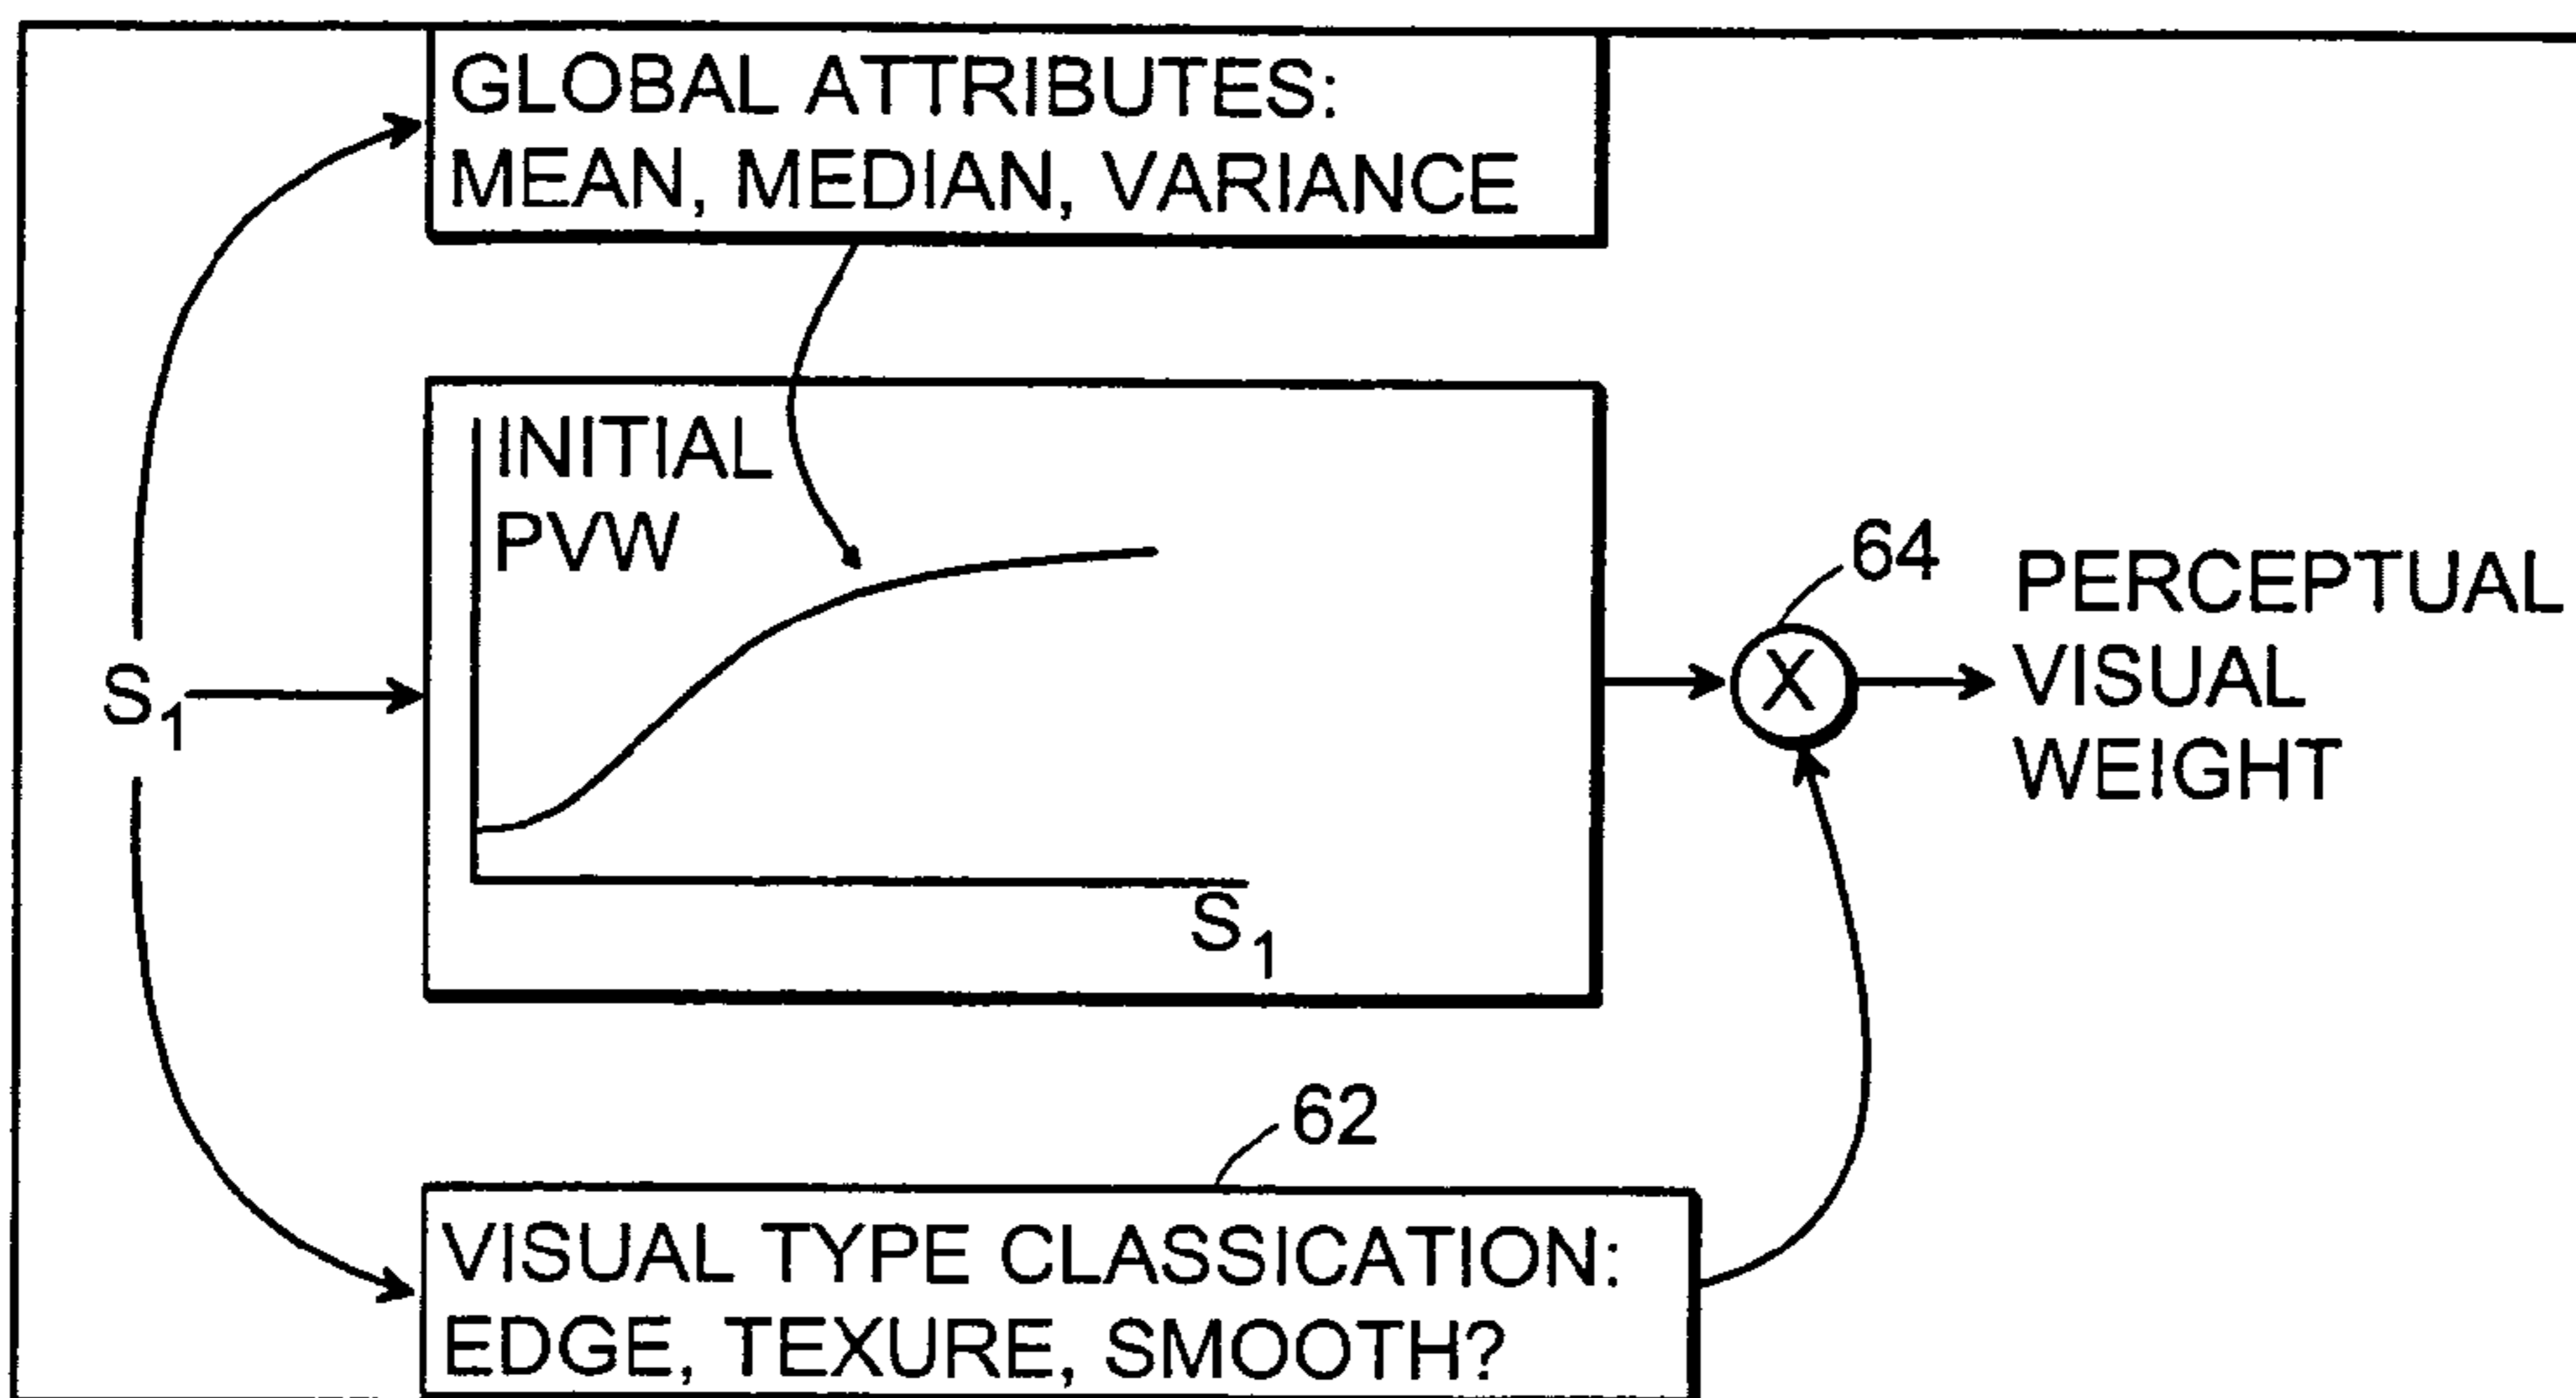 GLOBAL ATTRIBUTES:
MEAN, MEDIAN, VARIANCE
INITIAL
PVW
S1
S1
64
X
PERCEPTUAL
VISUAL
WEIGHT
62
VISUAL TYPE CLASSICATION:
EDGE, TEXURE, SMOOTH?